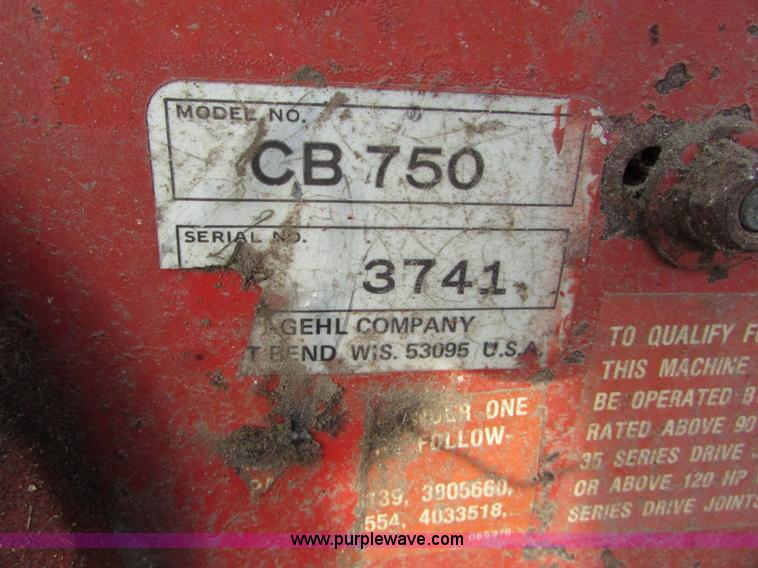 MODEL NO.
CB 750
SERIAL NO.
3741
GEHL COMPANY
T BEND, WIS. 53095 U.S.A.
TO QUALIFY F
THIS MACHINE
BE OPERATED B
RATED ABOVE 90
35 SERIES DRIVE
OR ABOVE 120 HP
SERIES DRIVE JOINTS
UNDER ONE
FOLLOW-
139, 3805660,
554, 4033518,
www.purplewave.com